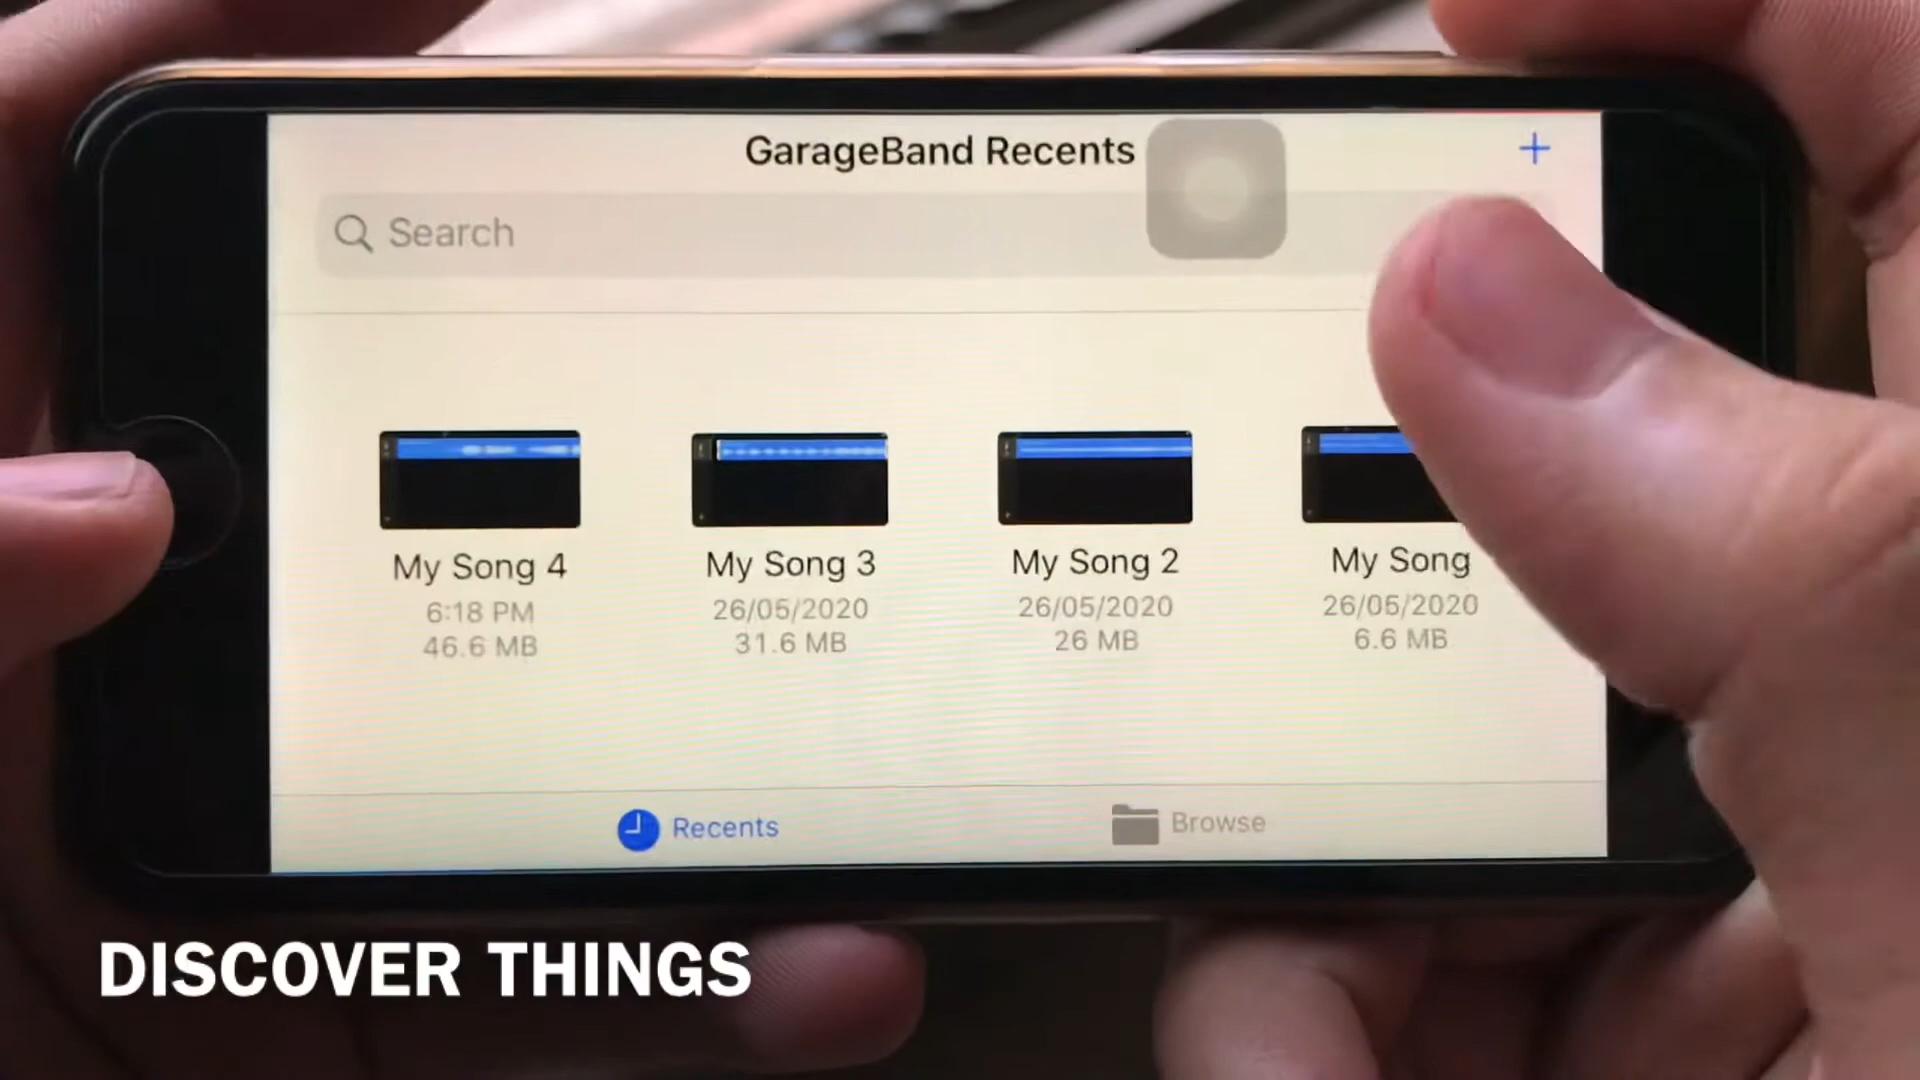 GarageBand Recents
Search
My Song 4
6:18 PM
46.6 MB
My Song 3
26/05/2020
31.6 MB
My Song 2
26/05/2020
26 MB
My Song
26/05/2020
6.6 MB
Recents
Browse
DISCOVER THINGS